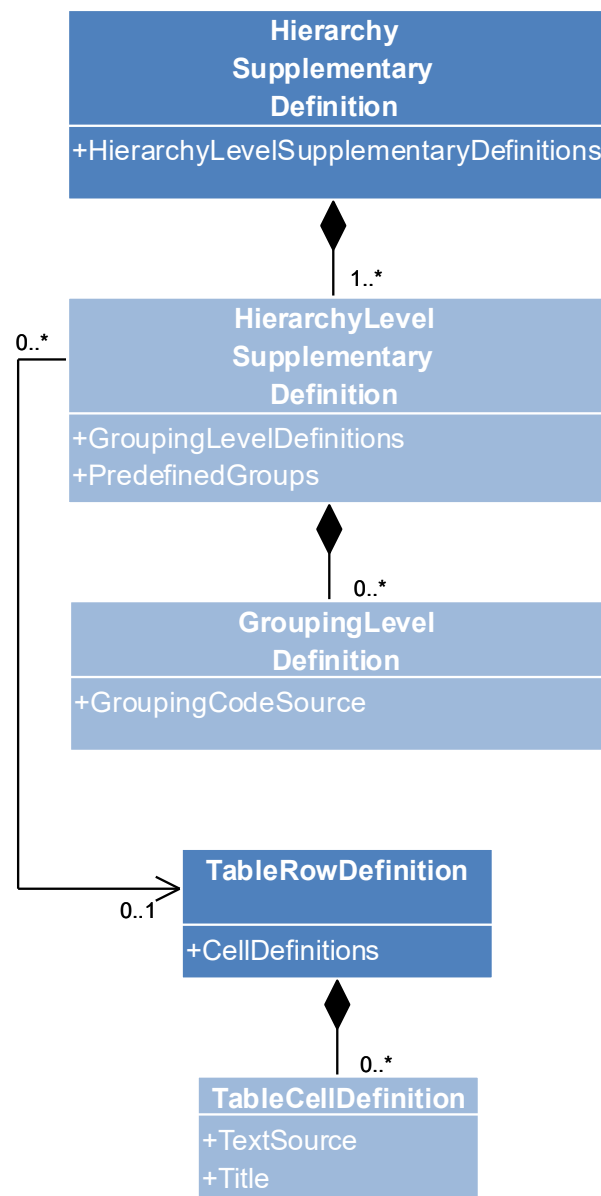 Hierarchy
Supplementary
Definition
+HierarchyLevelSupplementaryDefinitions
1..*
0..*
HierarchyLevel
Supplementary
Definition
+GroupingLevelDefinitions
+PredefinedGroups
0..*
GroupingLevel
Definition
+GroupingCodeSource
TableRowDefinition
0..1
+CellDefinitions
0..*
TableCellDefinition
+TextSource
+Title